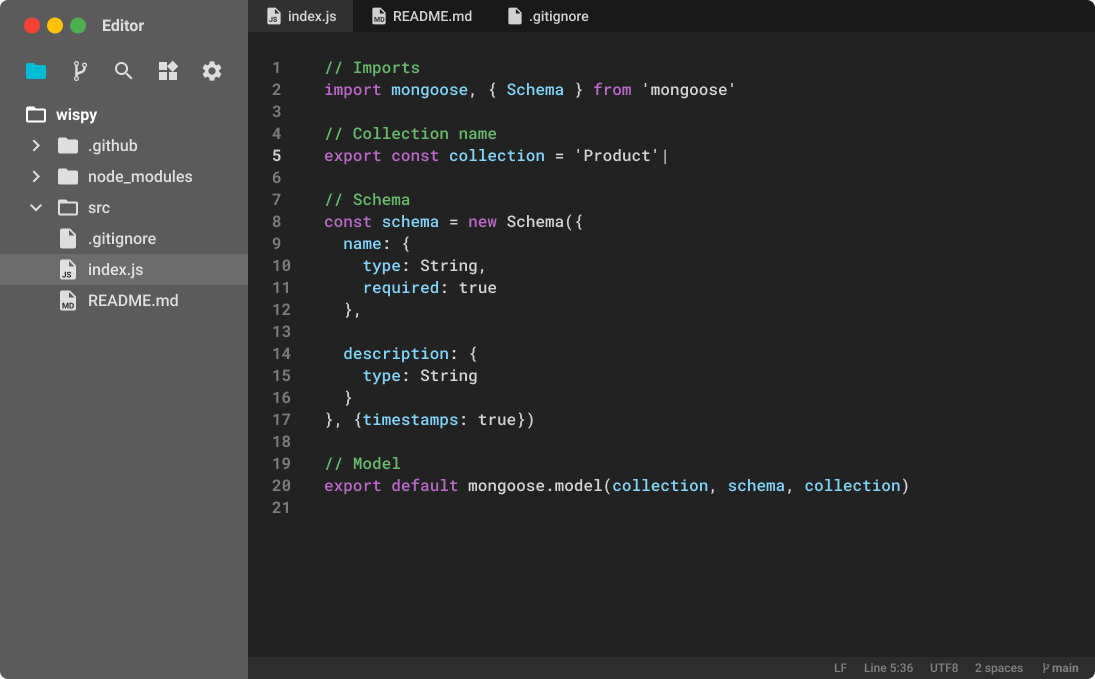 Editor
wispy
.github
node_modules
src
.gitignore
JS index.js
MD README.md
JS index.js MD README.md .gitignore
1 // Imports
2 import mongoose, { Schema } from 'mongoose'
3
4 // Collection name
5 export const collection = 'Product'|
6
7 // Schema
8 const schema = new Schema({
9   name: {
10     type: String,
11     required: true
12   },
13
14   description: {
15     type: String
16   }
17 }, {timestamps: true})
18
19 // Model
20 export default mongoose.model(collection, schema, collection)
21
LF Line 5:36 UTF8 2 spaces main